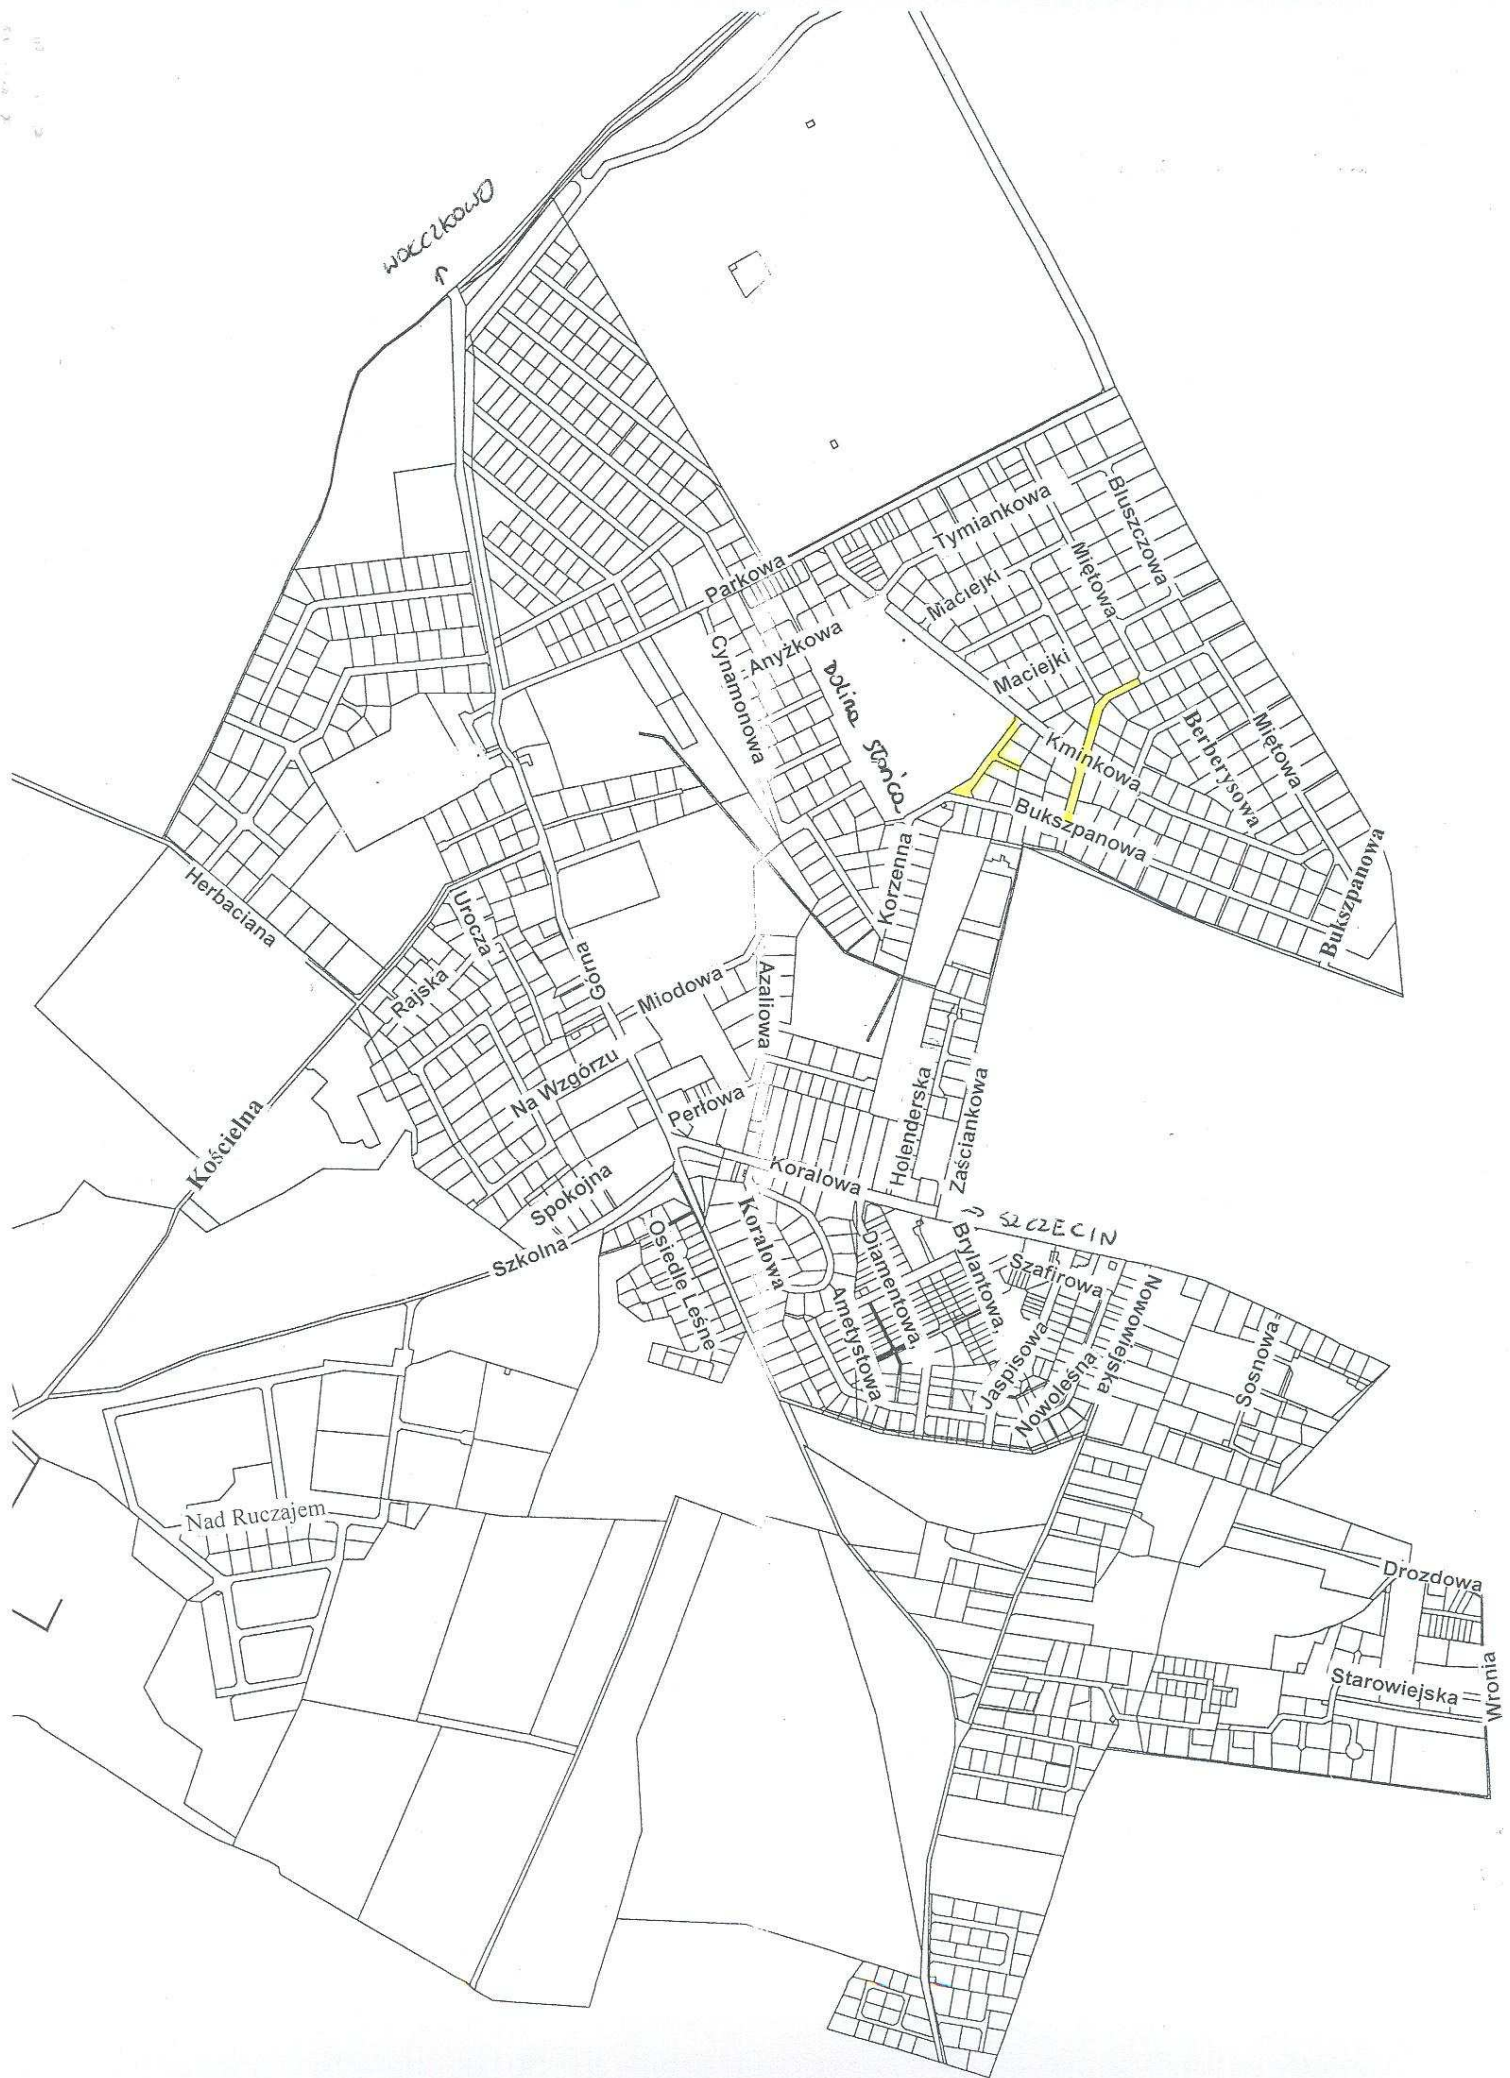 WOŁCZKOWO
Parkowa
Tymiankowa
Bluszczowa
Miętowa
Maciejki
Maciejki
Anyżkowa
Cynamonowa
DOLINA SŁOŃCA
Kminkowa
Berberysowa
Miętowa
Bukszpanowa
Bukszpanowa
Korzenna
Herbaciana
Urocza
Rajska
Górna
Miodowa
Azaliowa
Na Wzgórzu
Perłowa
Kościelna
Spokojna
Szkolna
Osiedle Leśne
Koralowa
Koralowa
Holenderska
Zaściankowa
SZCZECIN
Diamentowa
Brylantowa
Szafirowa
Ametystowa
Jaspisowa
Nowoleśna
Nowowiejska
Sosnowa
Nad Ruczajem
Drozdowa
Starowiejska
Wronia